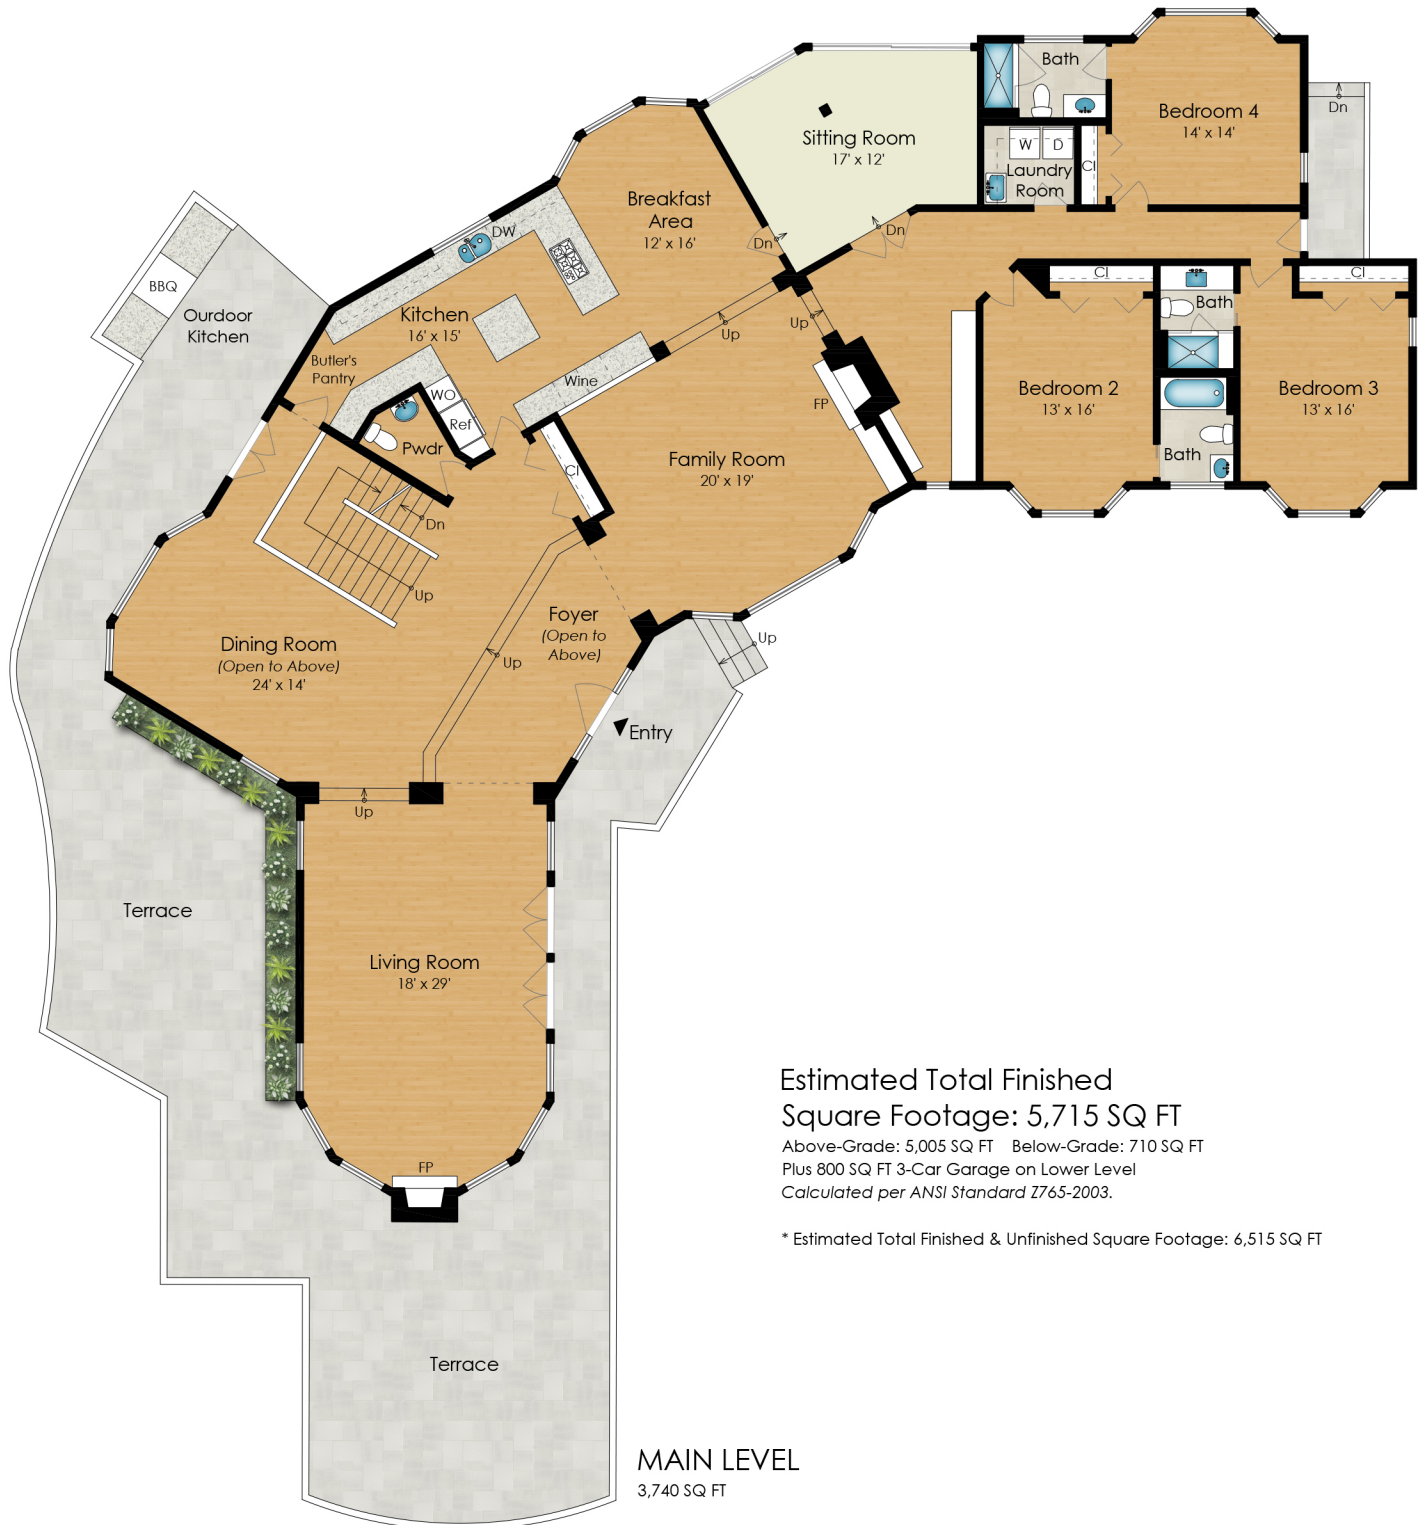 Bath
Bedroom 4
14' x 14'
Dn
Sitting Room
17' x 12'
W
D
Laundry
Room
Cl
Breakfast
Area
12' x 16'
DW
Dn
Dn
BBQ
Ourdoor
Kitchen
Kitchen
16' x 15'
Up
Up
Cl
Cl
Bath
Butler's
Pantry
Wine
WO
Ref
FP
Bedroom 2
13' x 16'
Bedroom 3
13' x 16'
Pwdr
Cl
Family Room
20' x 19'
Bath
Dn
Up
Foyer
(Open to
Above)
Up
Dining Room
(Open to Above)
24' x 14'
Up
Entry
Up
Terrace
Living Room
18' x 29'
FP
Estimated Total Finished
Square Footage: 5,715 SQ FT
Above-Grade: 5,005 SQ FT Below-Grade: 710 SQ FT
Plus 800 SQ FT 3-Car Garage on Lower Level
Calculated per ANSI Standard Z765-2003.
* Estimated Total Finished & Unfinished Square Footage: 6,515 SQ FT
Terrace
MAIN LEVEL
3,740 SQ FT